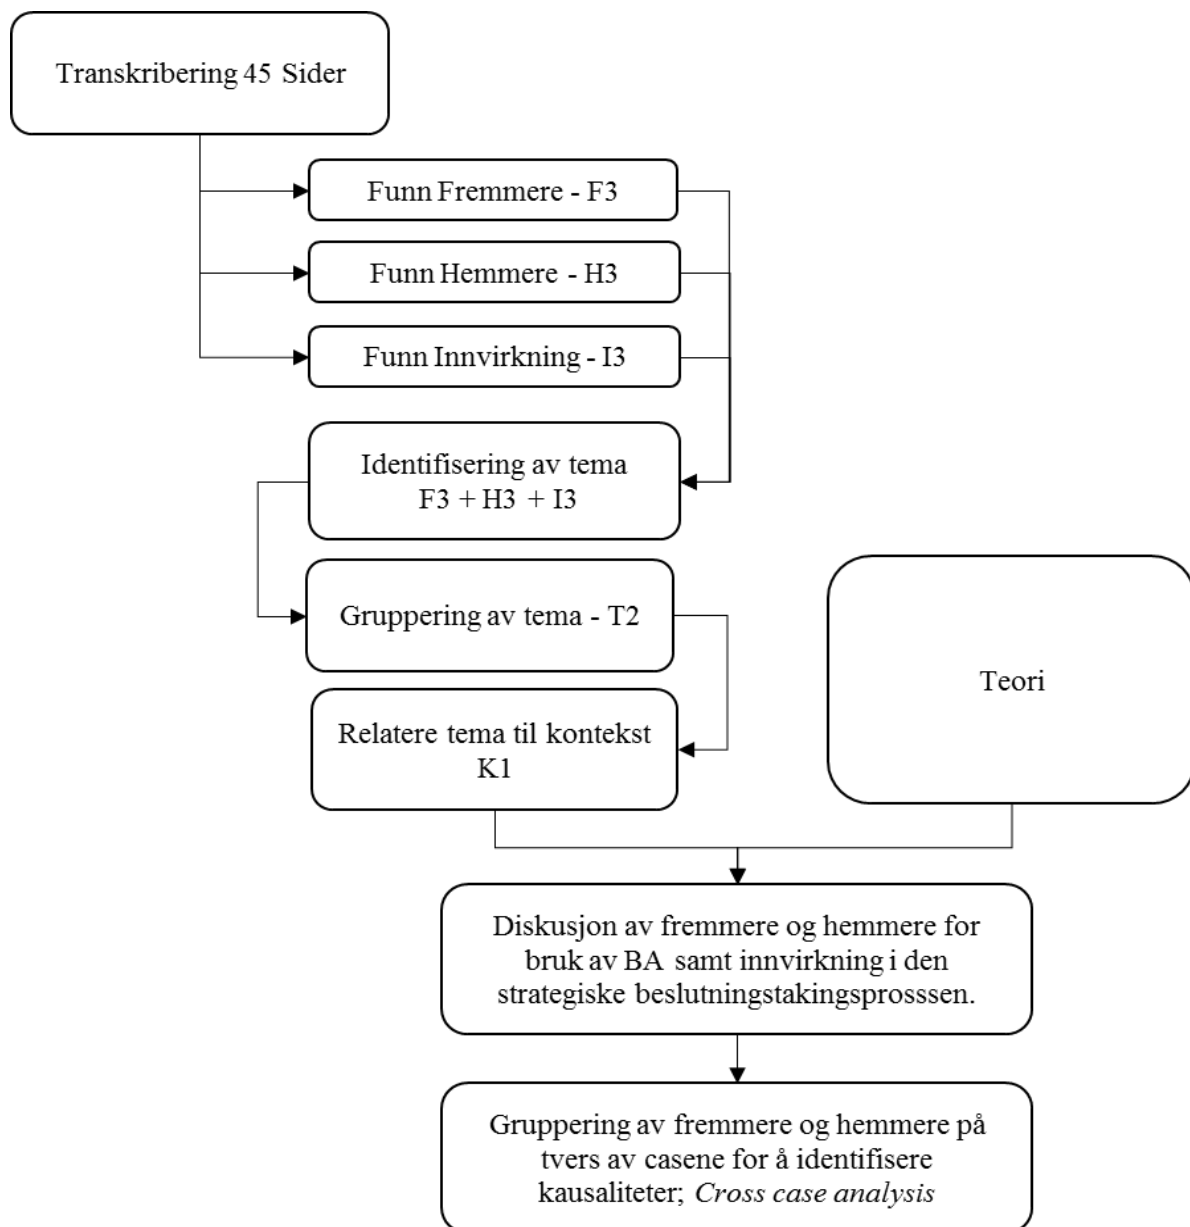 Transkribering 45 Sider
Funn Fremmere - F3
Funn Hemmere - H3
Funn Innvirkning - I3
Identifisering av tema
F3 + H3 + I3
Gruppering av tema - T2
Relatere tema til kontekst
K1
Teori
Diskusjon av fremmere og hemmere for
bruk av BA samt innvirkning i den
strategiske beslutningstakingsprosssen.
Gruppering av fremmere og hemmere på
tvers av casene for å identifisere
kausaliteter; Cross case analysis